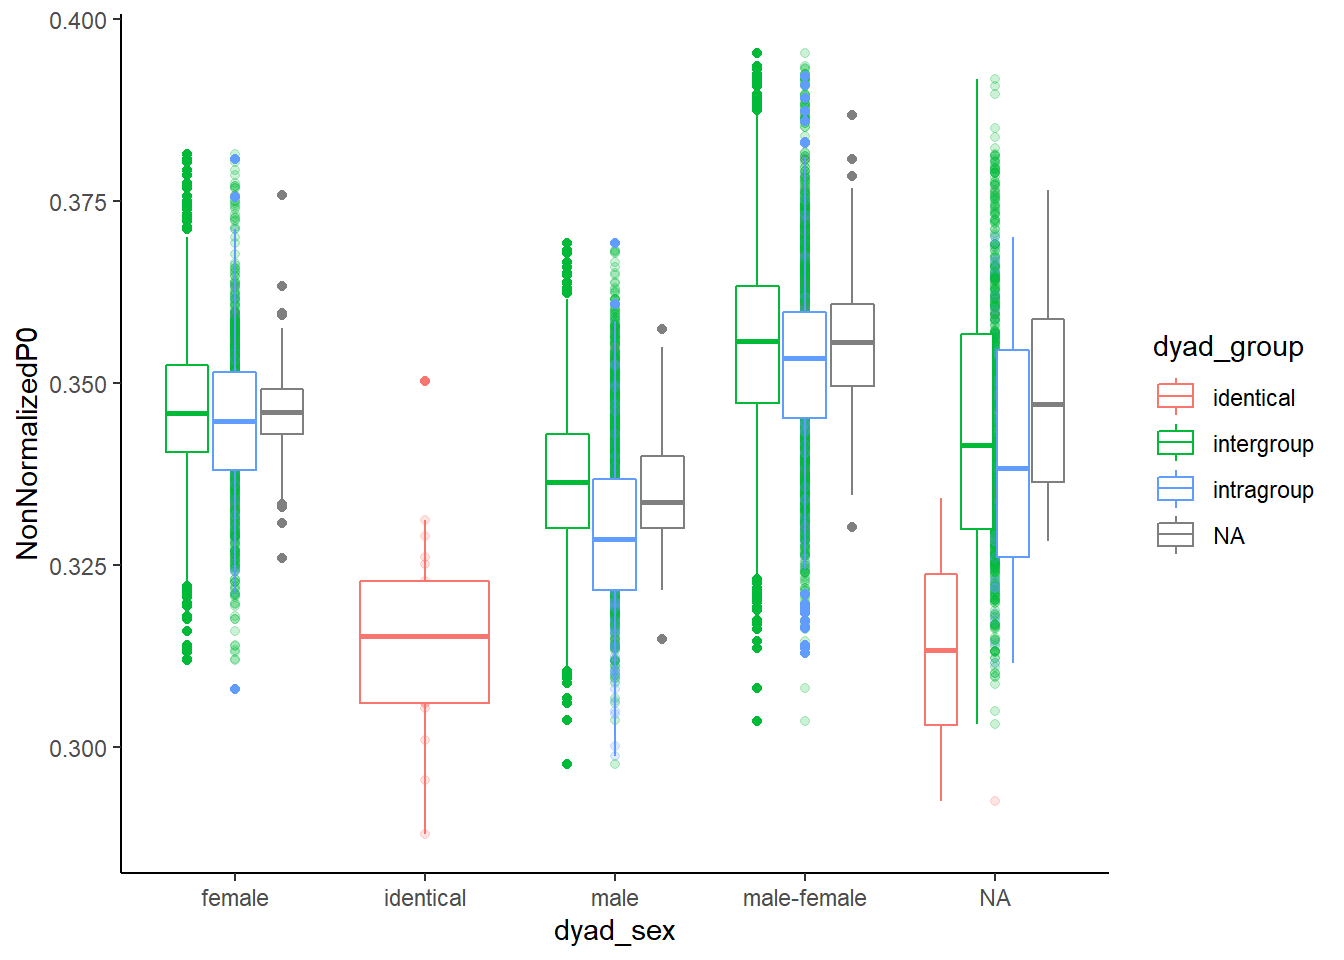 NonNormalizedP0
0.400
0.375
0.350
0.325
0.300
female
identical
male
male-female
NA
dyad_sex
dyad_group
identical
intergroup
intragroup
NA